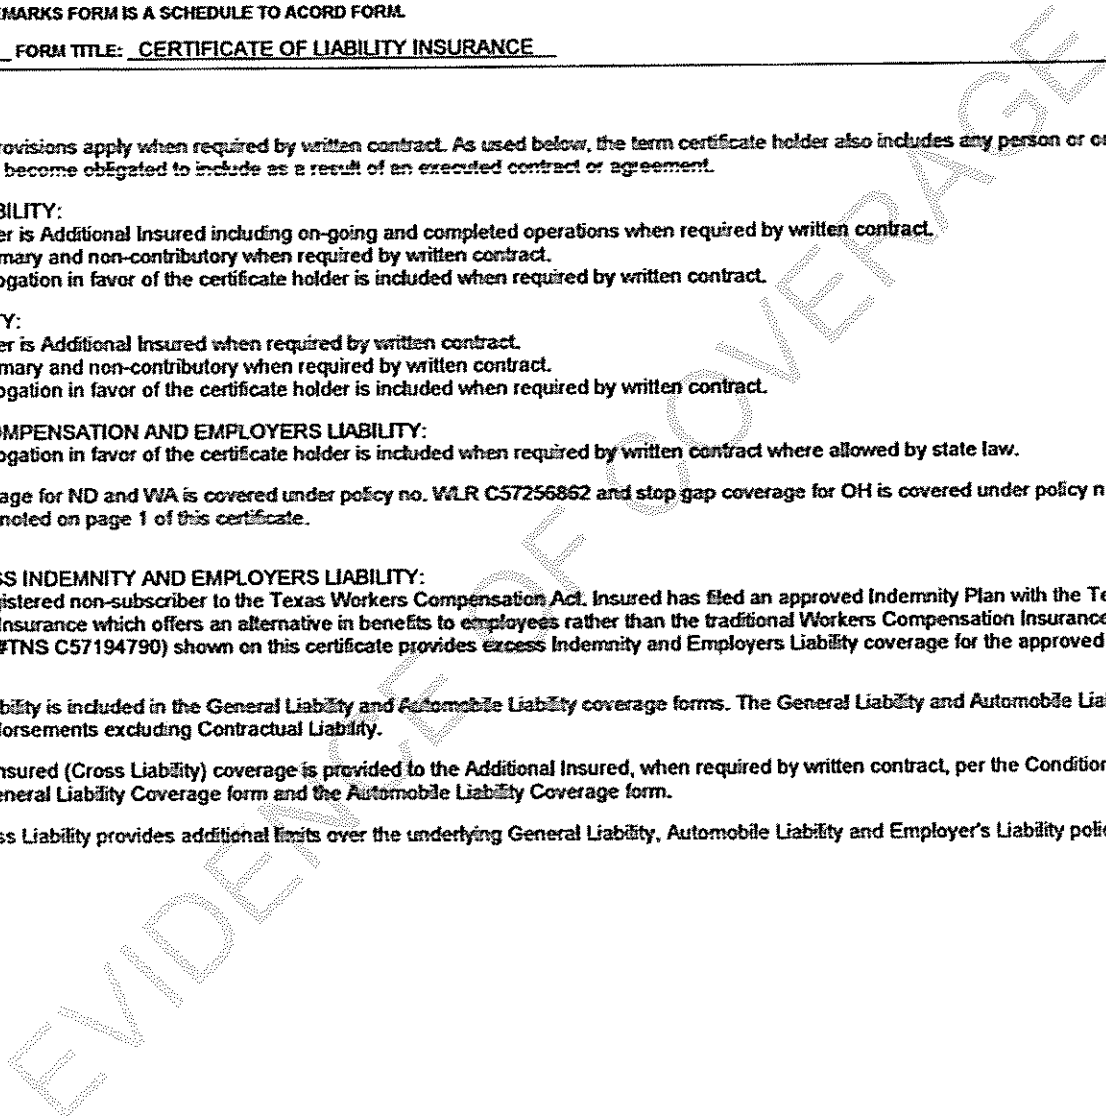 EMARKS FORM IS A SCHEDULE TO ACORD FORM.
FORM TITLE: CERTIFICATE OF LIABILITY INSURANCE
rovisions apply when required by written contract. As used below, the term certificate holder also includes any person or or
become obligated to include as a result of an executed contract or agreement.
BILITY:
er is Additional Insured including on-going and completed operations when required by written contract.
mary and non-contributory when required by written contract.
ogation in favor of the certificate holder is included when required by written contract.
Y:
er is Additional Insured when required by written contract.
mary and non-contributory when required by written contract.
ogation in favor of the certificate holder is included when required by written contract.
OMPENSATION AND EMPLOYERS LIABILITY:
ogation in favor of the certificate holder is included when required by written contract where allowed by state law.
age for ND and WA is covered under policy no. WLR C57256862 and stop gap coverage for OH is covered under policy n
noted on page 1 of this certificate.
SS INDEMNITY AND EMPLOYERS LIABILITY:
gistered non-subscriber to the Texas Workers Compensation Act. Insured has filed an approved Indemnity Plan with the Te
Insurance which offers an alternative in benefits to employees rather than the traditional Workers Compensation Insurance
#TNS C57194790) shown on this certificate provides excess Indemnity and Employers Liability coverage for the approved
bility is included in the General Liability and Automobile Liability coverage forms. The General Liability and Automobile Lia
orsements excluding Contractual Liability.
nsured (Cross Liability) coverage is provided to the Additional Insured, when required by written contract, per the Condition
eneral Liability Coverage form and the Automobile Liability Coverage form.
ss Liability provides additional limits over the underlying General Liability, Automobile Liability and Employer's Liability polic
EVIDENCE OF COVERAGE